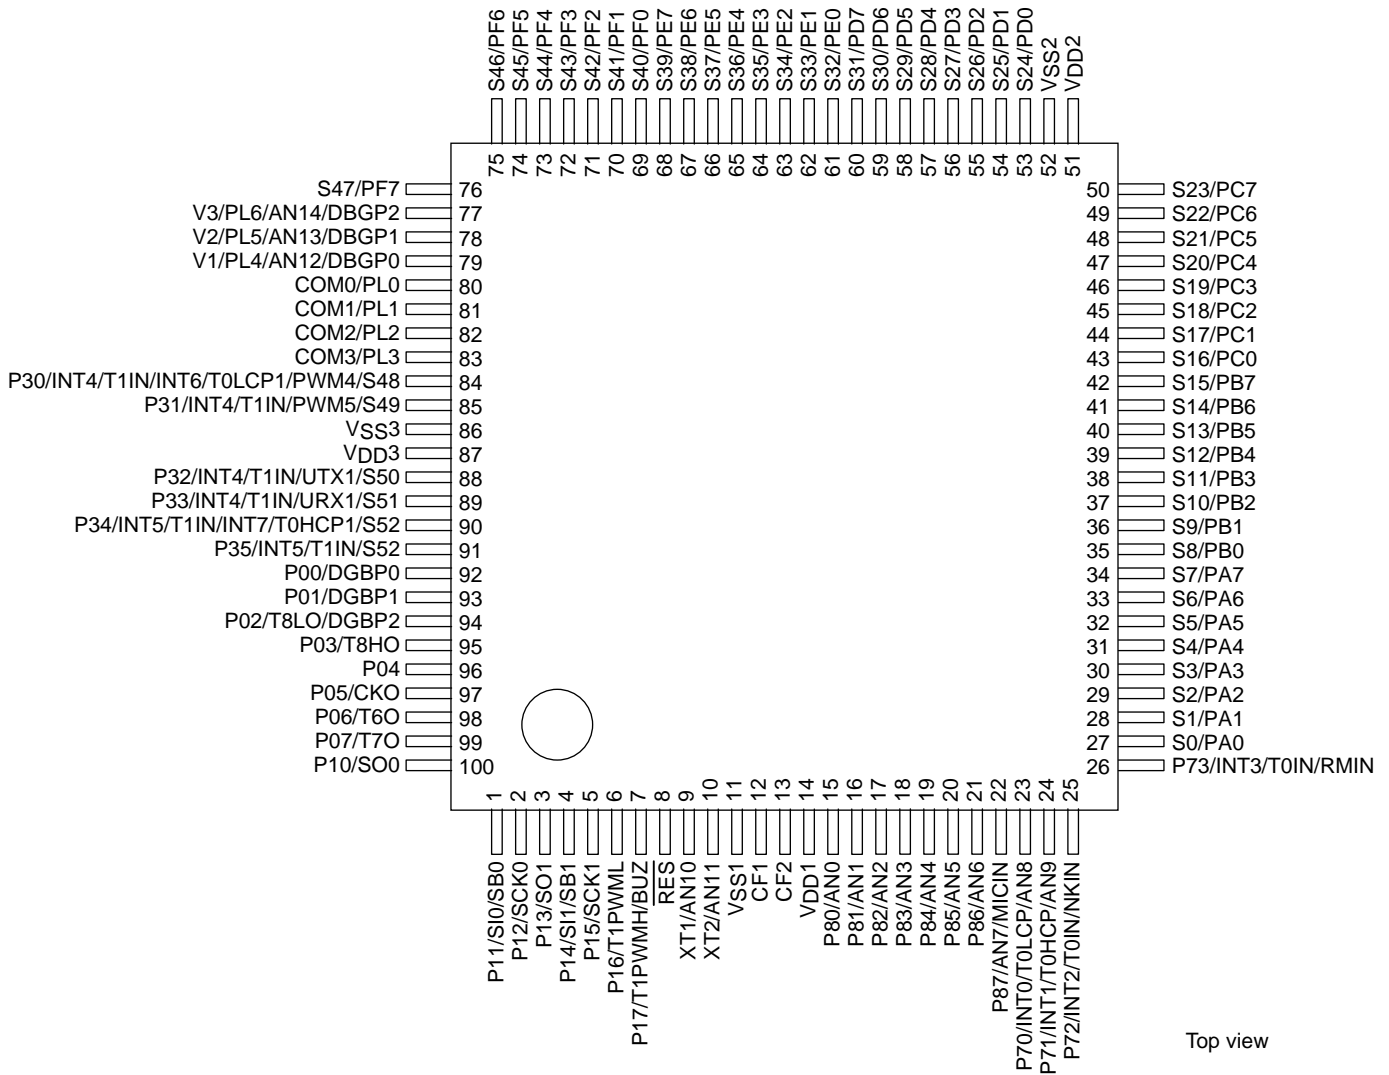 S46/PF6
S45/PF5
S44/PF4
S43/PF3
S42/PF2
S41/PF1
S40/PF0
S39/PE7
S38/PE6
S37/PE5
S36/PE4
S35/PE3
S34/PE2
S33/PE1
S32/PE0
S31/PD7
S30/PD6
S29/PD5
S28/PD4
S27/PD3
S26/PD2
S25/PD1
S24/PD0
VSS2
VDD2
75 74 73 72 71 70 69 68 67 66 65 64 63 62 61 60 59 58 57 56 55 54 53 52 51
S47/PF7 76
V3/PL6/AN14/DBGP2 77
V2/PL5/AN13/DBGP1 78
V1/PL4/AN12/DBGP0 79
COM0/PL0 80
COM1/PL1 81
COM2/PL2 82
COM3/PL3 83
P30/INT4/T1IN/INT6/T0LCP1/PWM4/S48 84
P31/INT4/T1IN/PWM5/S49 85
VSS3 86
VDD3 87
P32/INT4/T1IN/UTX1/S50 88
P33/INT4/T1IN/URX1/S51 89
P34/INT5/T1IN/INT7/T0HCP1/S52 90
P35/INT5/T1IN/S52 91
P00/DGBP0 92
P01/DGBP1 93
P02/T8LO/DGBP2 94
P03/T8HO 95
P04 96
P05/CKO 97
P06/T6O 98
P07/T7O 99
P10/SO0 100
50 S23/PC7
49 S22/PC6
48 S21/PC5
47 S20/PC4
46 S19/PC3
45 S18/PC2
44 S17/PC1
43 S16/PC0
42 S15/PB7
41 S14/PB6
40 S13/PB5
39 S12/PB4
38 S11/PB3
37 S10/PB2
36 S9/PB1
35 S8/PB0
34 S7/PA7
33 S6/PA6
32 S5/PA5
31 S4/PA4
30 S3/PA3
29 S2/PA2
28 S1/PA1
27 S0/PA0
26 P73/INT3/T0IN/RMIN
1 2 3 4 5 6 7 8 9 10 11 12 13 14 15 16 17 18 19 20 21 22 23 24 25
P11/SI0/SB0
P12/SCK0
P13/SO1
P14/SI1/SB1
P15/SCK1
P16/T1PWML
P17/T1PWMH/BUZ
RES
XT1/AN10
XT2/AN11
VSS1
CF1
CF2
VDD1
P80/AN0
P81/AN1
P82/AN2
P83/AN3
P84/AN4
P85/AN5
P86/AN6
P87/AN7/MICIN
P70/INT0/T0LCP/AN8
P71/INT1/T0HCP/AN9
P72/INT2/T0IN/NKIN
Top view